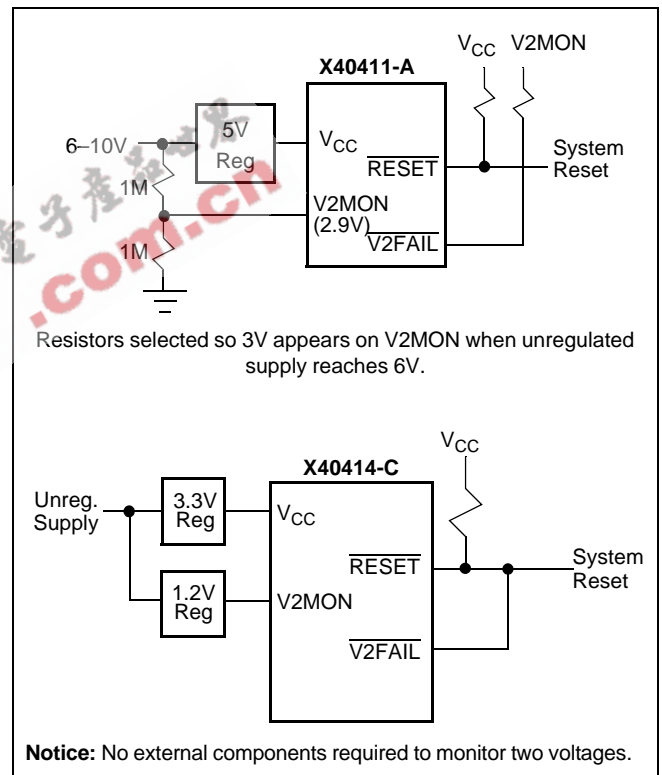 X40411-A
VCC V2MON
6–10V
5V
Reg
VCC
RESET
System
Reset
1M
V2MON
(2.9V)
V2FAIL
1M
.com.cn
Resistors selected so 3V appears on V2MON when unregulated
supply reaches 6V.
X40414-C
VCC
Unreg.
Supply
3.3V
Reg
VCC
RESET
System
Reset
1.2V
Reg
V2MON
V2FAIL
Notice: No external components required to monitor two voltages.